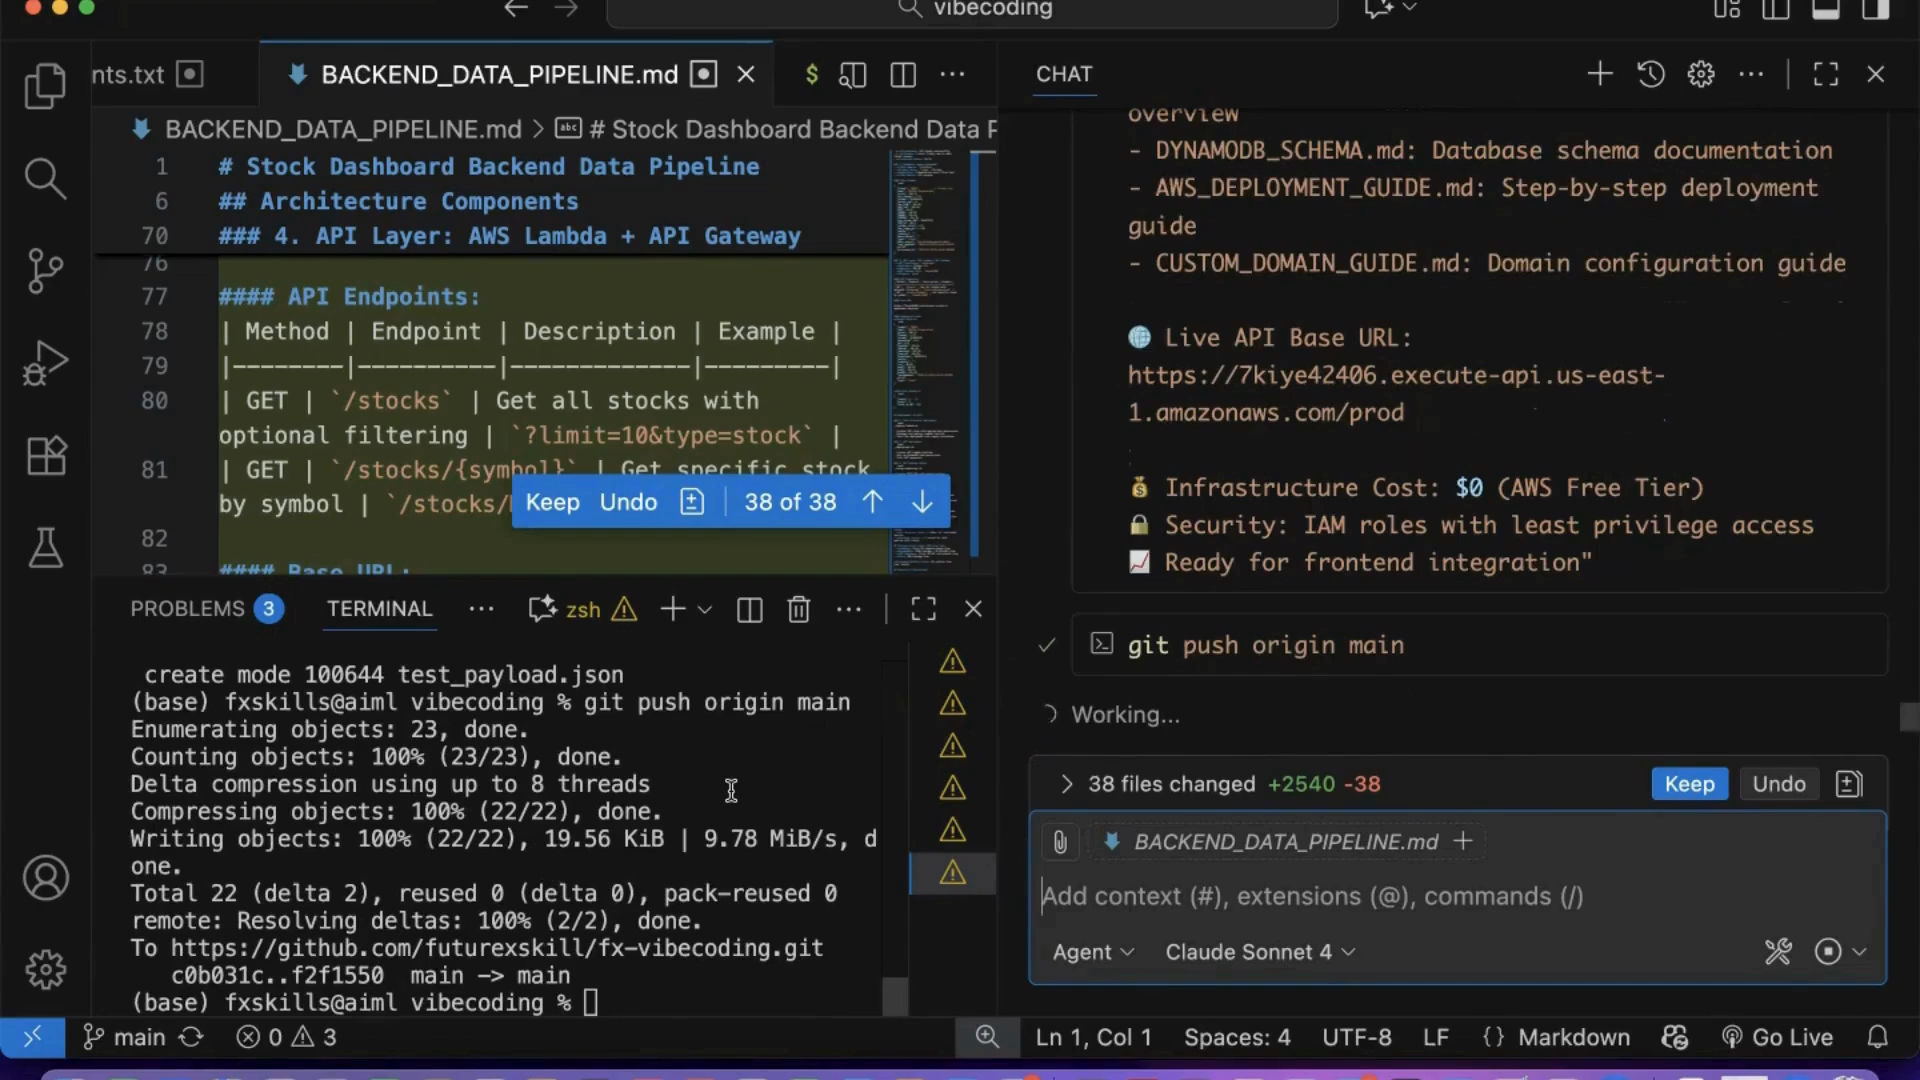 vibecoding
nts.txt
BACKEND_DATA_PIPELINE.md
$
CHAT
BACKEND_DATA_PIPELINE.md > # Stock Dashboard Backend Data P
1 # Stock Dashboard Backend Data Pipeline
6 ## Architecture Components
70 ### 4. API Layer: AWS Lambda + API Gateway
76
77 #### API Endpoints:
78 | Method | Endpoint | Description | Example |
79 |--------|----------|-------------|---------|
80 | GET | `/stocks` | Get all stocks with
optional filtering | `?limit=10&type=stock` |
81 | GET | `/stocks/{symbol}` | Get specific stock
by symbol | `/stocks/
Keep Undo 38 of 38
82
83 #### Base URL:
PROBLEMS 3 TERMINAL zsh
create mode 100644 test_payload.json
(base) fxskills@aiml vibecoding % git push origin main
Enumerating objects: 23, done.
Counting objects: 100% (23/23), done.
Delta compression using up to 8 threads
Compressing objects: 100% (22/22), done.
Writing objects: 100% (22/22), 19.56 KiB | 9.78 MiB/s, d
one.
Total 22 (delta 2), reused 0 (delta 0), pack-reused 0
remote: Resolving deltas: 100% (2/2), done.
To https://github.com/futurexskill/fx-vibecoding.git
c0b031c..f2f1550 main -> main
(base) fxskills@aiml vibecoding %
overview
- DYNAMODB_SCHEMA.md: Database schema documentation
- AWS_DEPLOYMENT_GUIDE.md: Step-by-step deployment
guide
- CUSTOM_DOMAIN_GUIDE.md: Domain configuration guide
🌐 Live API Base URL:
https://7kiye42406.execute-api.us-east-
1.amazonaws.com/prod
💰 Infrastructure Cost: $0 (AWS Free Tier)
🔒 Security: IAM roles with least privilege access
📈 Ready for frontend integration"
git push origin main
Working...
38 files changed +2540 -38 Keep Undo
BACKEND_DATA_PIPELINE.md +
Add context (#), extensions (@), commands (/)
Agent Claude Sonnet 4
main 0 3 Ln 1, Col 1 Spaces: 4 UTF-8 LF {} Markdown Go Live